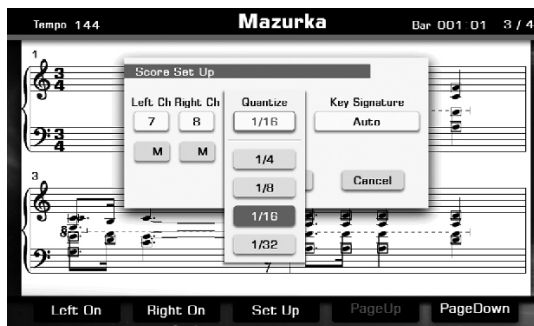 Tempo 144 Mazurka Bar 001:01 3/4
1
Score Set Up
Left Ch Right Ch Quantize Key Signature
7 8 1/16 Auto
M M
1/4
1/8
Cancel
1/16
1/32
3
8
7
Left On Right On Set Up PageUp PageDown